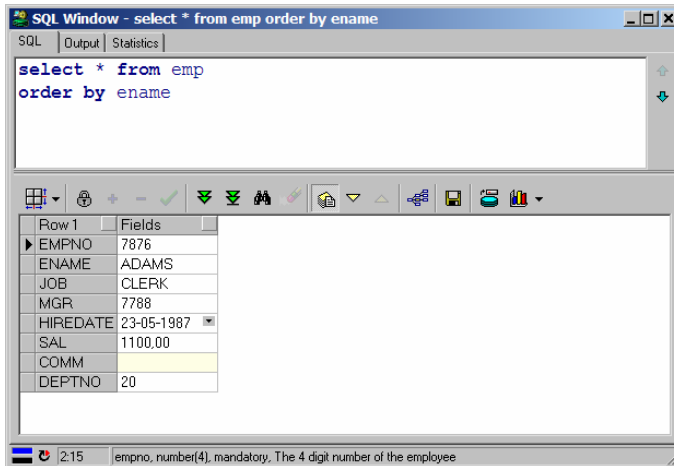 SQL Window - select * from emp order by ename
SQL Output Statistics
select * from emp
order by ename
Row 1 Fields
EMPNO 7876
ENAME ADAMS
JOB CLERK
MGR 7788
HIREDATE 23-05-1987
SAL 1100,00
COMM
DEPTNO 20
2:15 empno, number(4), mandatory, The 4 digit number of the employee